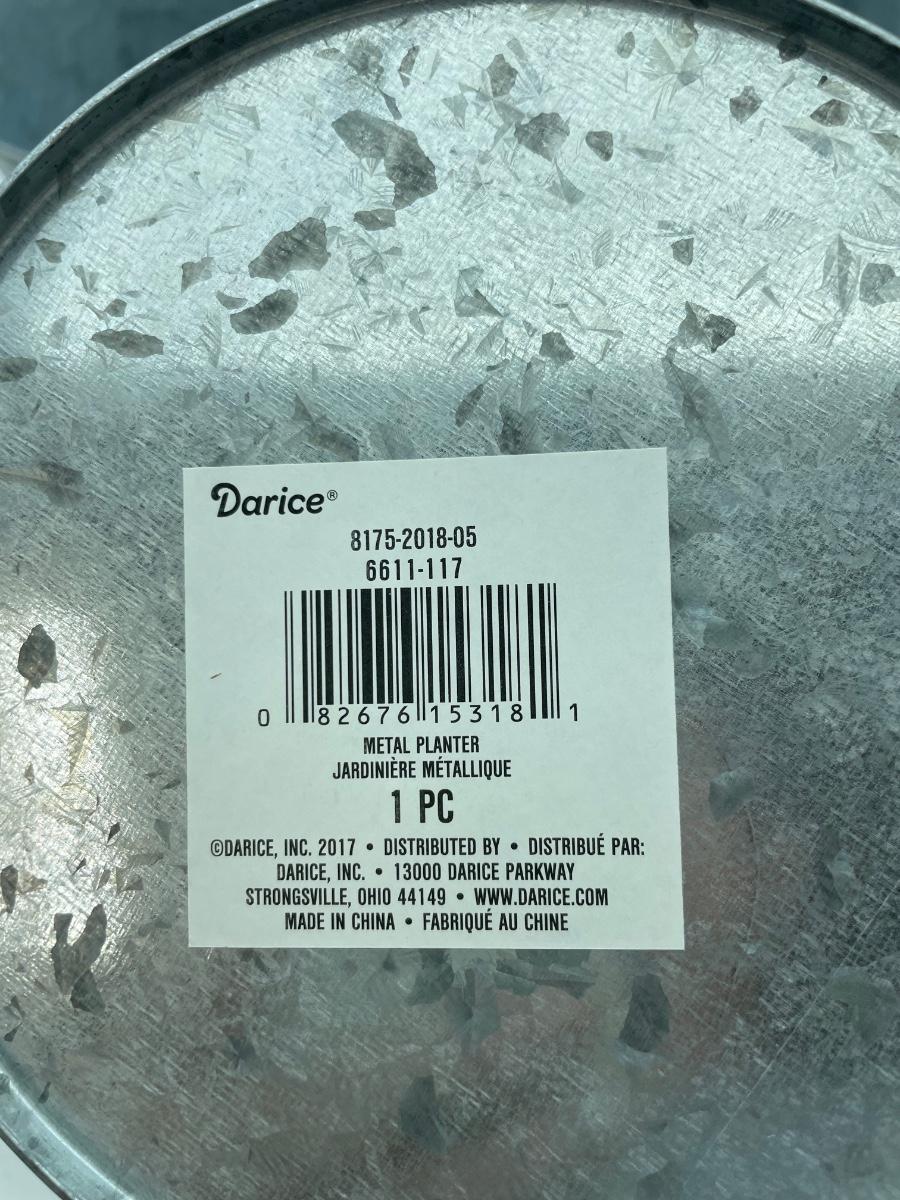 Darice®
8175-2018-05
6611-117
0 82676 15318 1
METAL PLANTER
JARDINIÈRE MÉTALLIQUE
1 PC
©DARICE, INC. 2017 • DISTRIBUTED BY • DISTRIBUÉ PAR:
DARICE, INC. • 13000 DARICE PARKWAY
STRONGSVILLE, OHIO 44149 • WWW.DARICE.COM
MADE IN CHINA • FABRIQUÉ AU CHINE